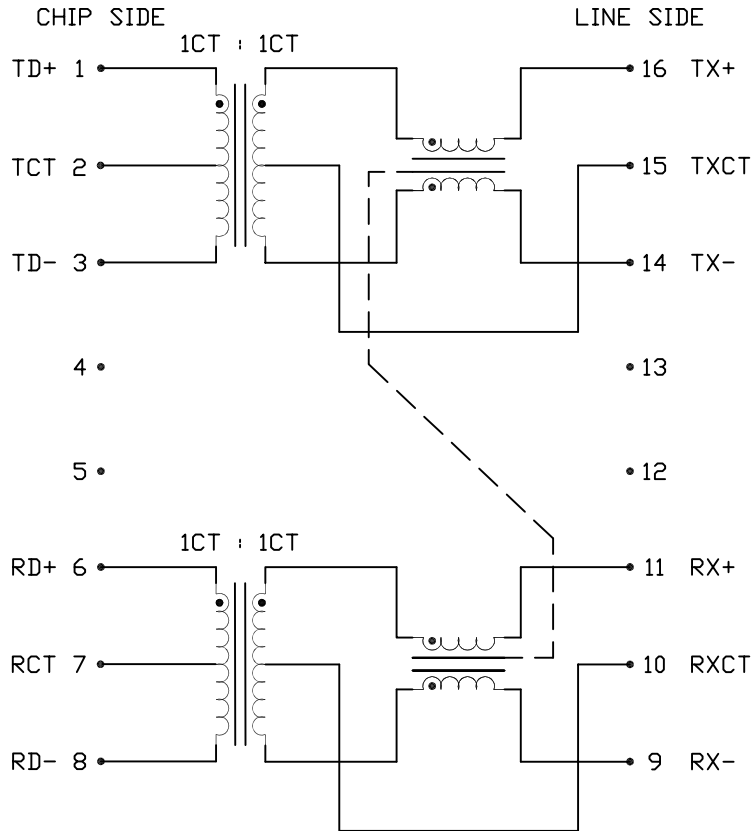 CHIP SIDE LINE SIDE
1CT : 1CT
TD+ 1 16 TX+
TCT 2 15 TXCT
TD- 3 14 TX-
4 13
5 12
1CT : 1CT
RD+ 6 11 RX+
RCT 7 10 RXCT
RD- 8 9 RX-